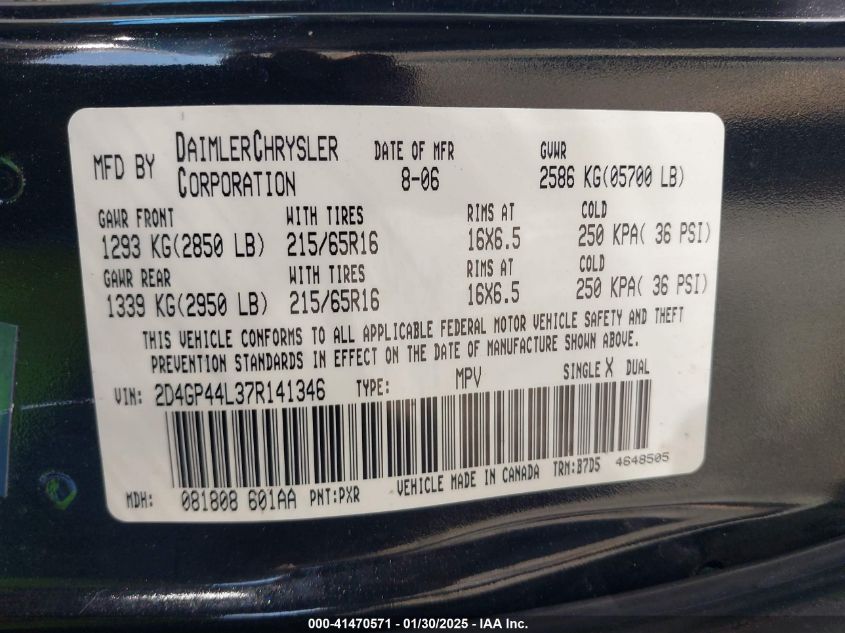 MFD BY DAIMLERCHRYSLER CORPORATION DATE OF MFR 8-06 GVWR 2586 KG(05700 LB)
GAWR FRONT WITH TIRES RIMS AT COLD
1293 KG(2850 LB) 215/65R16 16X6.5 250 KPA( 36 PSI)
GAWR REAR WITH TIRES RIMS AT COLD
1339 KG(2950 LB) 215/65R16 16X6.5 250 KPA( 36 PSI)
THIS VEHICLE CONFORMS TO ALL APPLICABLE FEDERAL MOTOR VEHICLE SAFETY AND THEFT
PREVENTION STANDARDS IN EFFECT ON THE DATE OF MANUFACTURE SHOWN ABOVE.
VIN: 2D4GP44L37R141346 TYPE: MPV SINGLE X DUAL
MDH: 081808 601AA PNT:PXR VEHICLE MADE IN CANADA TRM:B7D5 4648505
000-41470571 - 01/30/2025 - IAA Inc.